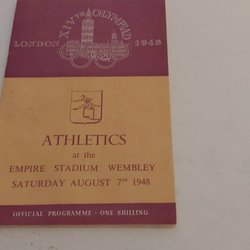 XIVTH OLYMPIAD
LONDON 1948
ATHLETICS
at the
EMPIRE STADIUM WEMBLEY
SATURDAY AUGUST 7TH 1948
OFFICIAL PROGRAMME · ONE SHILLING